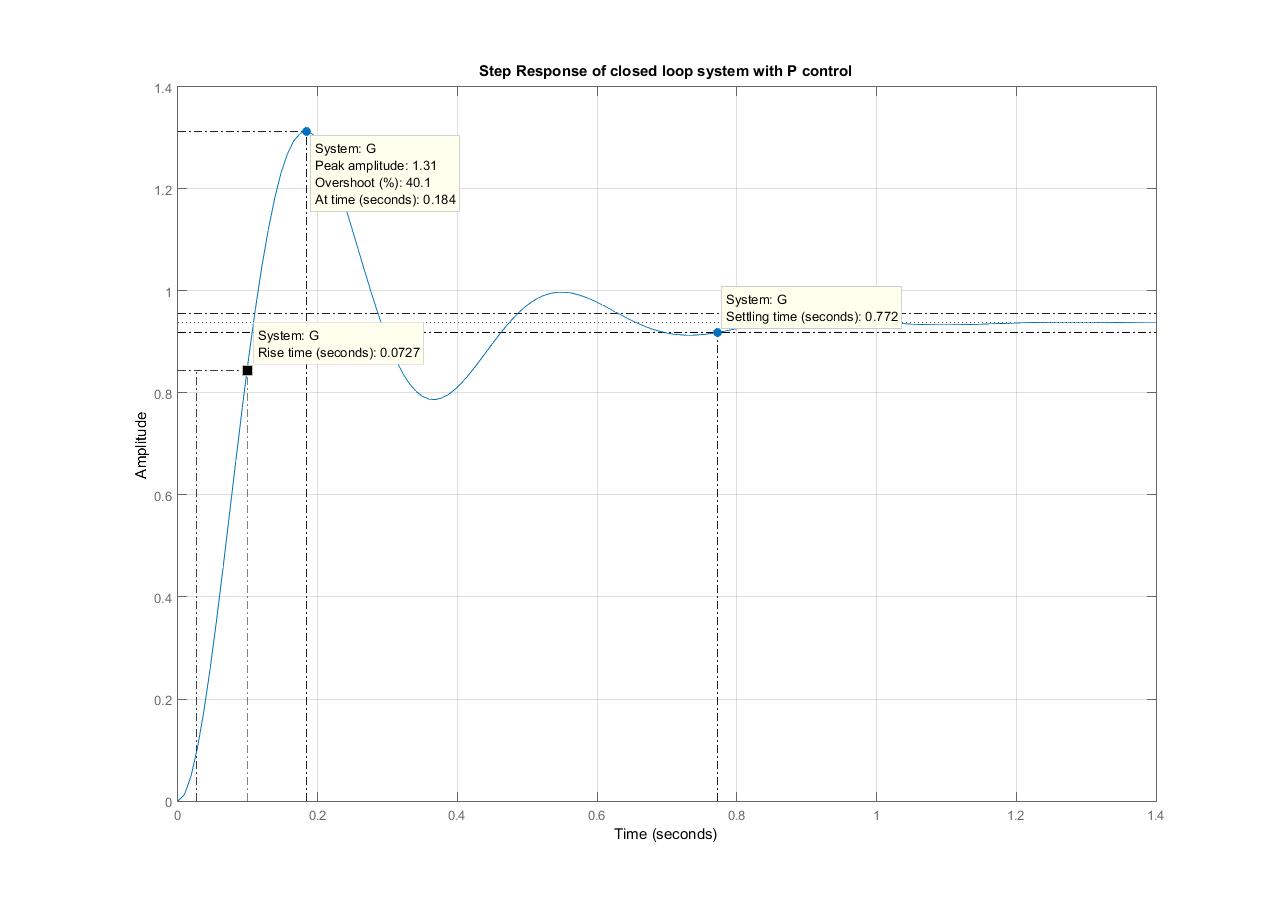 Step Response of closed loop system with P control
1.4
System: G
Peak amplitude: 1.31
Overshoot (%): 40.1
At time (seconds): 0.184
1.2
1
System: G
Settling time (seconds): 0.772
System: G
Rise time (seconds): 0.0727
0.8
Amplitude
0.6
0.4
0.2
0
0 0.2 0.4 0.6 0.8 1 1.2 1.4
Time (seconds)